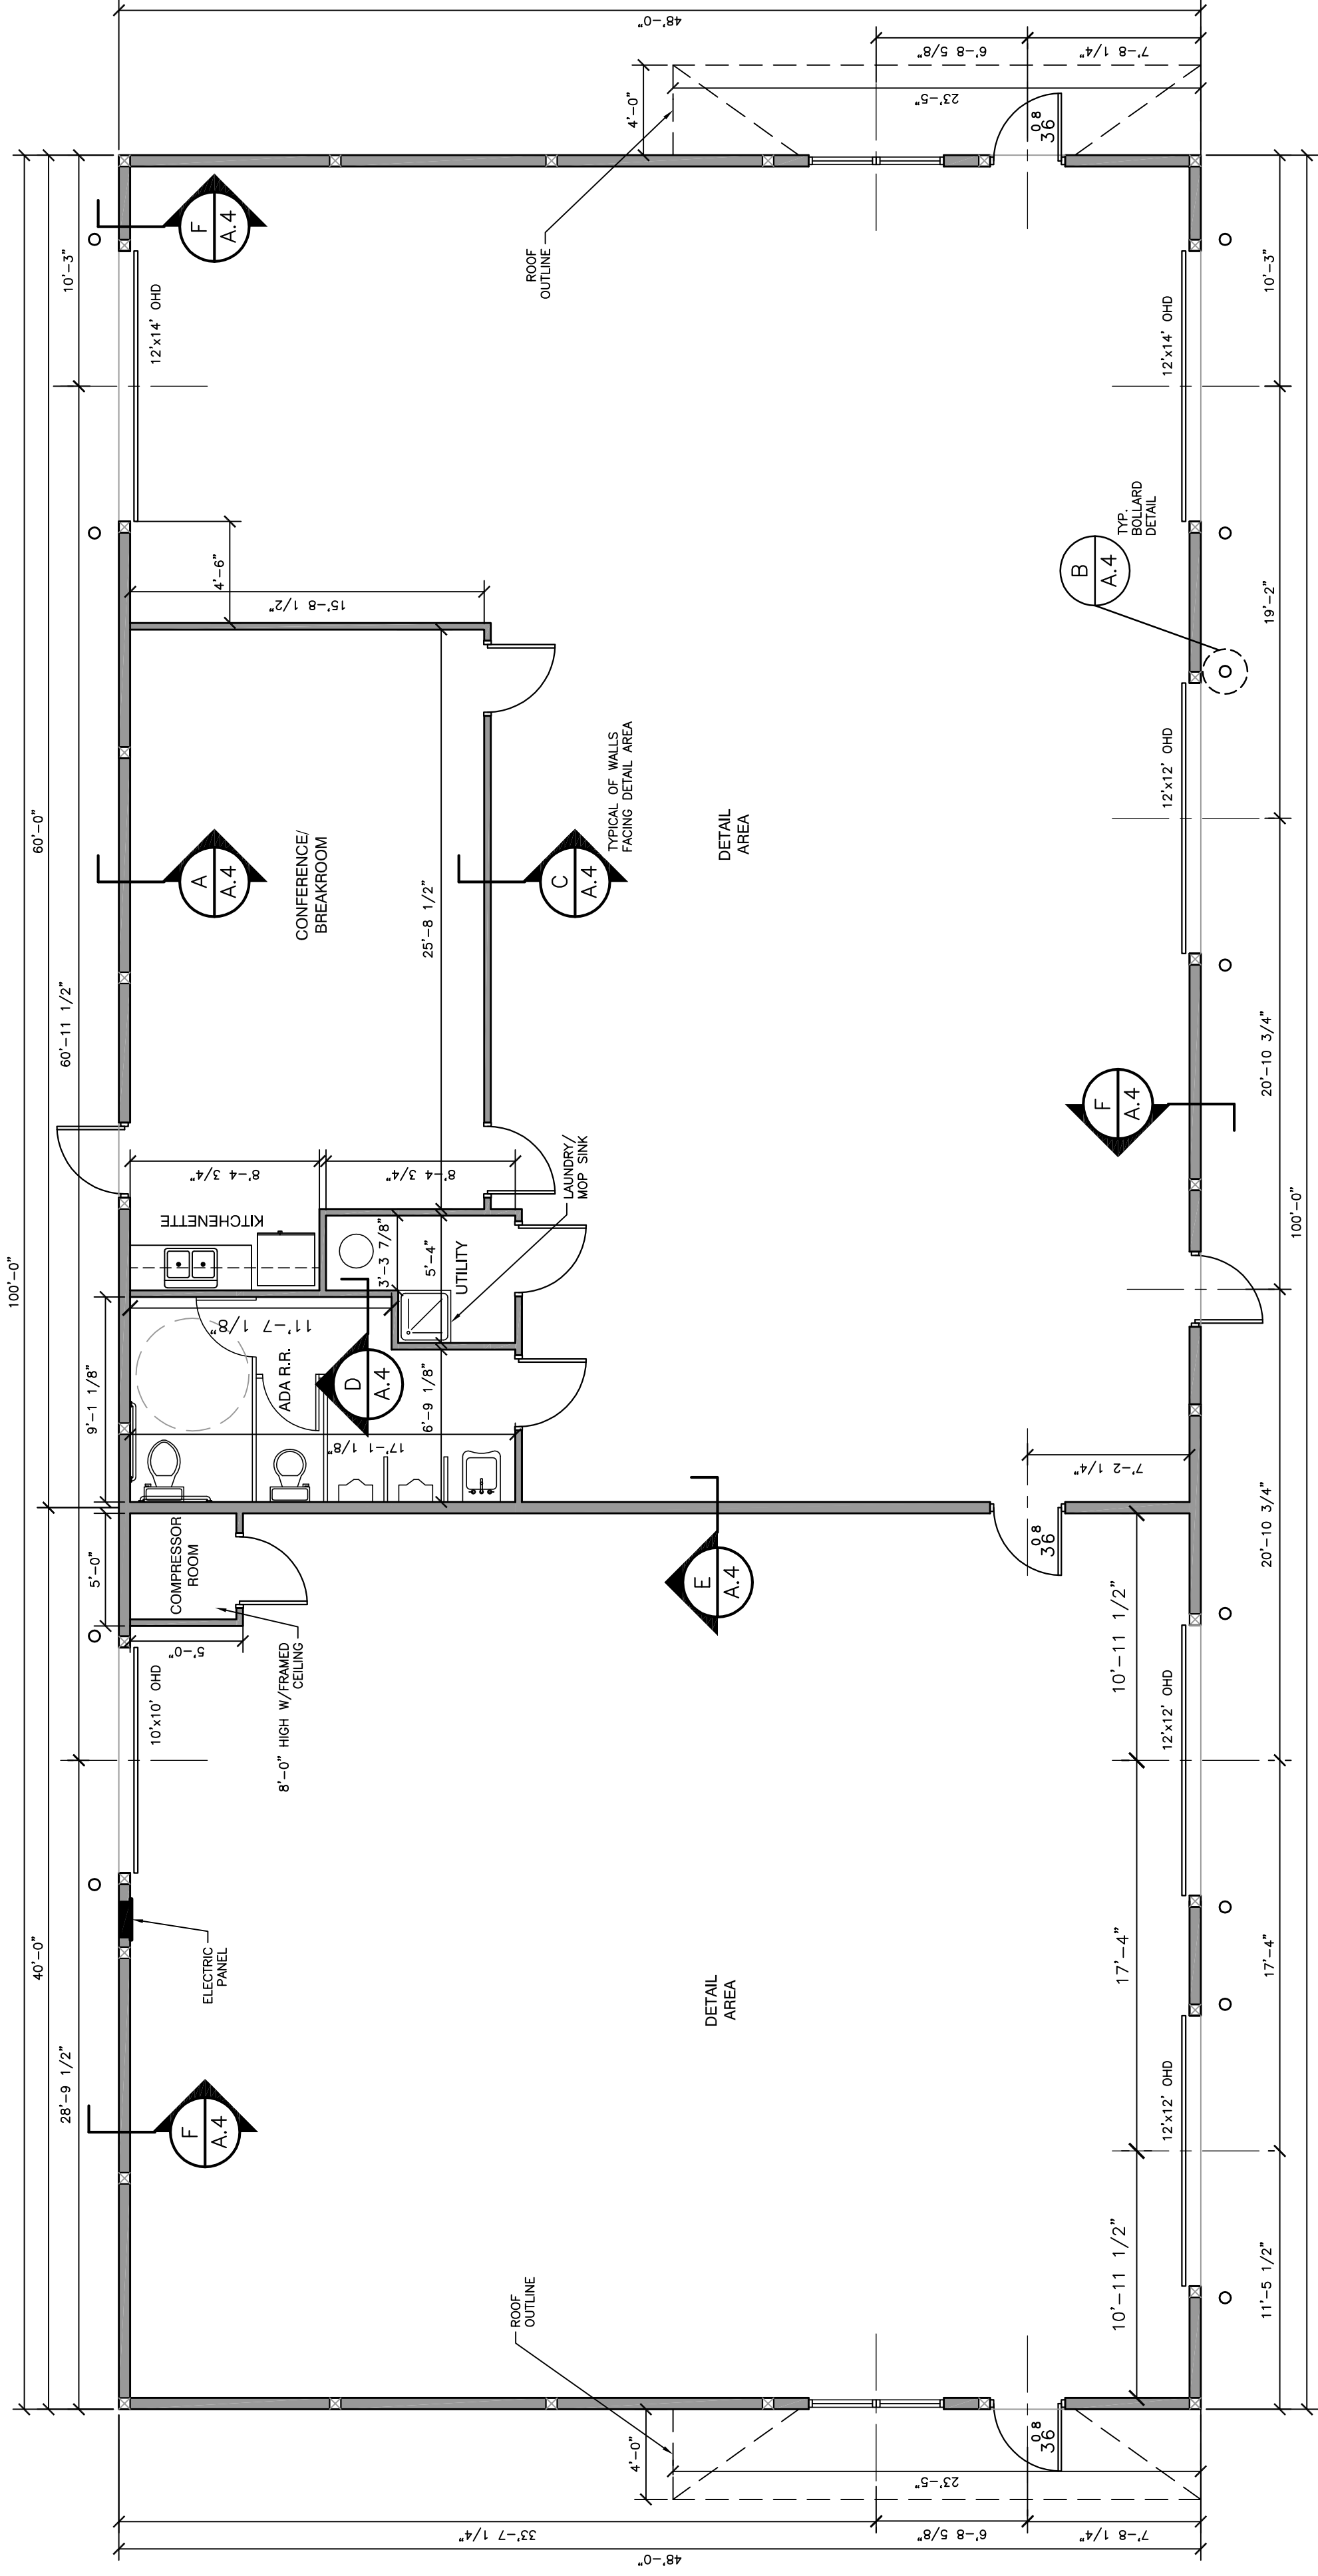 100'-0"
60'-0"
40'-0"
10'-3"
60'-11 1/2"
28'-9 1/2"
48'-0"
6'-8 5/8"
7'-8 1/4"
23'-5"
4'-0"
3080
36
ROOF
OUTLINE
F
A.4
12'x14' OHD
12'x14' OHD
10'-3"
4'-6"
15'-8 1/2"
B
A.4
TYP.
BOLLARD
DETAIL
19'-2"
12'x12' OHD
A
A.4
CONFERENCE/
BREAKROOM
C
A.4
TYPICAL OF WALLS
FACING DETAIL AREA
DETAIL
AREA
25'-8 1/2"
20'-10 3/4"
F
A.4
100'-0"
8'-4 3/4"
8'-4 3/4"
KITCHENETTE
LAUNDRY/
MOP SINK
3'-3 7/8"
5'-4"
UTILITY
11'-7 1/8"
ADA R.R.
D
A.4
9'-1 1/8"
6'-9 1/8"
17'-1 1/8"
7'-2 1/4"
COMPRESSOR
ROOM
5'-0"
5'-0"
8'-0" HIGH W/FRAMED
CEILING
E
A.4
08
36
20'-10 3/4"
10'-11 1/2"
10'x10' OHD
12'x12' OHD
ELECTRIC
PANEL
DETAIL
AREA
17'-4"
17'-4"
F
A.4
12'x12' OHD
10'-11 1/2"
11'-5 1/2"
ROOF
OUTLINE
4'-0"
08
36
23'-5"
33'-7 1/4"
6'-8 5/8"
7'-8 1/4"
48'-0"